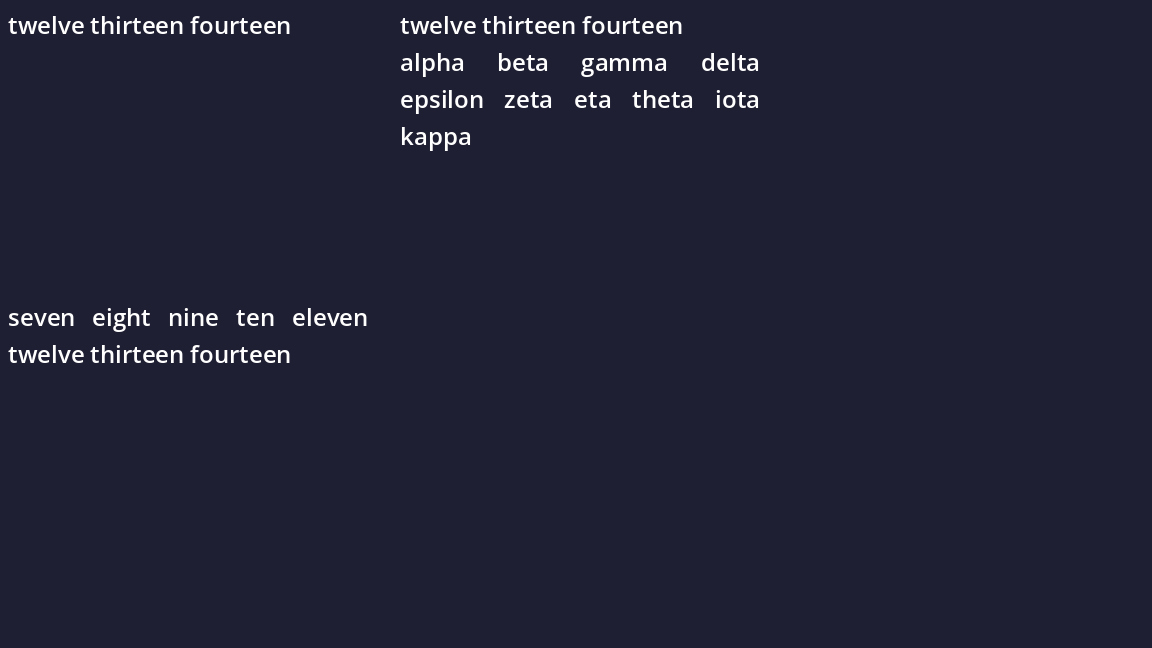 twelve thirteen fourteen
twelve thirteen fourteen
alpha beta gamma delta
epsilon zeta eta theta iota
kappa
seven eight nine ten eleven
twelve thirteen fourteen